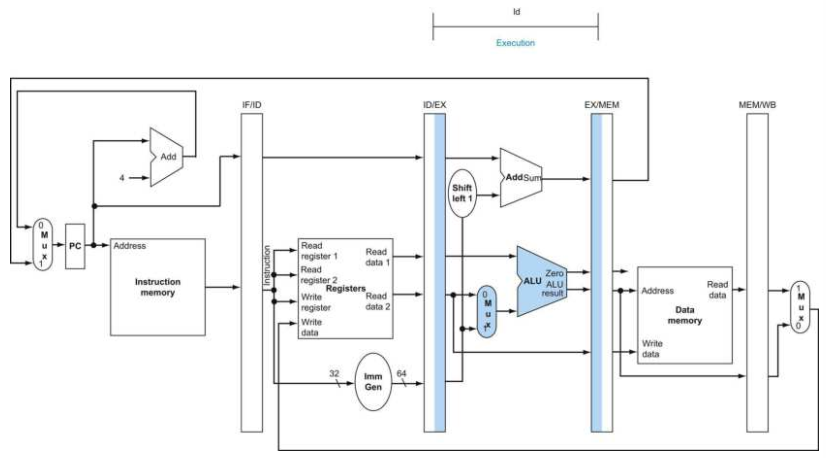 ld
Execution
IF/ID
ID/EX
EX/MEM
MEM/WB
Add
4
Add Sum
Shift
left 1
0
M
u
x
1
PC
Address
Instruction
memory
Instruction
Read
register 1
Read
register 2
Write
register
Write
data
Registers
Read
data 1
Read
data 2
0
M
u
x
1
ALU
Zero
ALU
result
Address
Data
memory
Write
data
Read
data
1
M
u
x
0
32
Imm
Gen
64